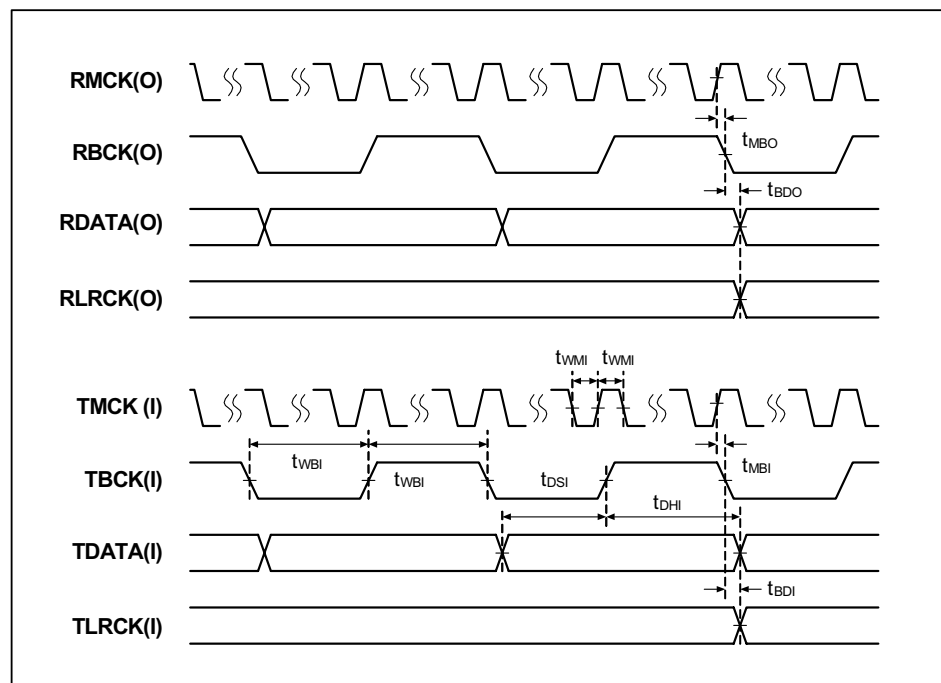 RMCK(O)
tMBO
RBCK(O)
tBDO
RDATA(O)
RLRCK(O)
tWMI tWMI
TMCK (I)
tWBI tWBI tDSI tMBI
TBCK(I)
tDHI
TDATA(I)
tBDI
TLRCK(I)